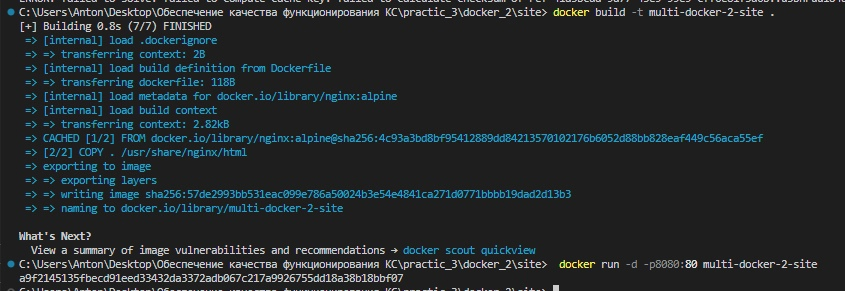 C:\Users\Anton\Desktop\Обеспечение качества функционирования КС\practic_3\docker_2\site> docker build -t multi-docker-2-site .
[+] Building 0.8s (7/7) FINISHED
=> [internal] load .dockerignore
=> => transferring context: 2B
=> [internal] load build definition from Dockerfile
=> => transferring dockerfile: 118B
=> [internal] load metadata for docker.io/library/nginx:alpine
=> [internal] load build context
=> => transferring context: 2.82kB
=> CACHED [1/2] FROM docker.io/library/nginx:alpine@sha256:4c93a3bd8bf95412889dd84213570102176b6052d88bb828eaf449c56aca55ef
=> [2/2] COPY . /usr/share/nginx/html
=> exporting to image
=> => exporting layers
=> => writing image sha256:57de2993bb531eac099e786a50024b3e54e4841ca271d0771bbbb19dad2d13b3
=> => naming to docker.io/library/multi-docker-2-site
What's Next?
View a summary of image vulnerabilities and recommendations → docker scout quickview
C:\Users\Anton\Desktop\Обеспечение качества функционирования КС\practic_3\docker_2\site> docker run -d -p8080:80 multi-docker-2-site
a9f2145135fbecd91eed33432da3372adb067c217a9926755dd18a38b18bbf07